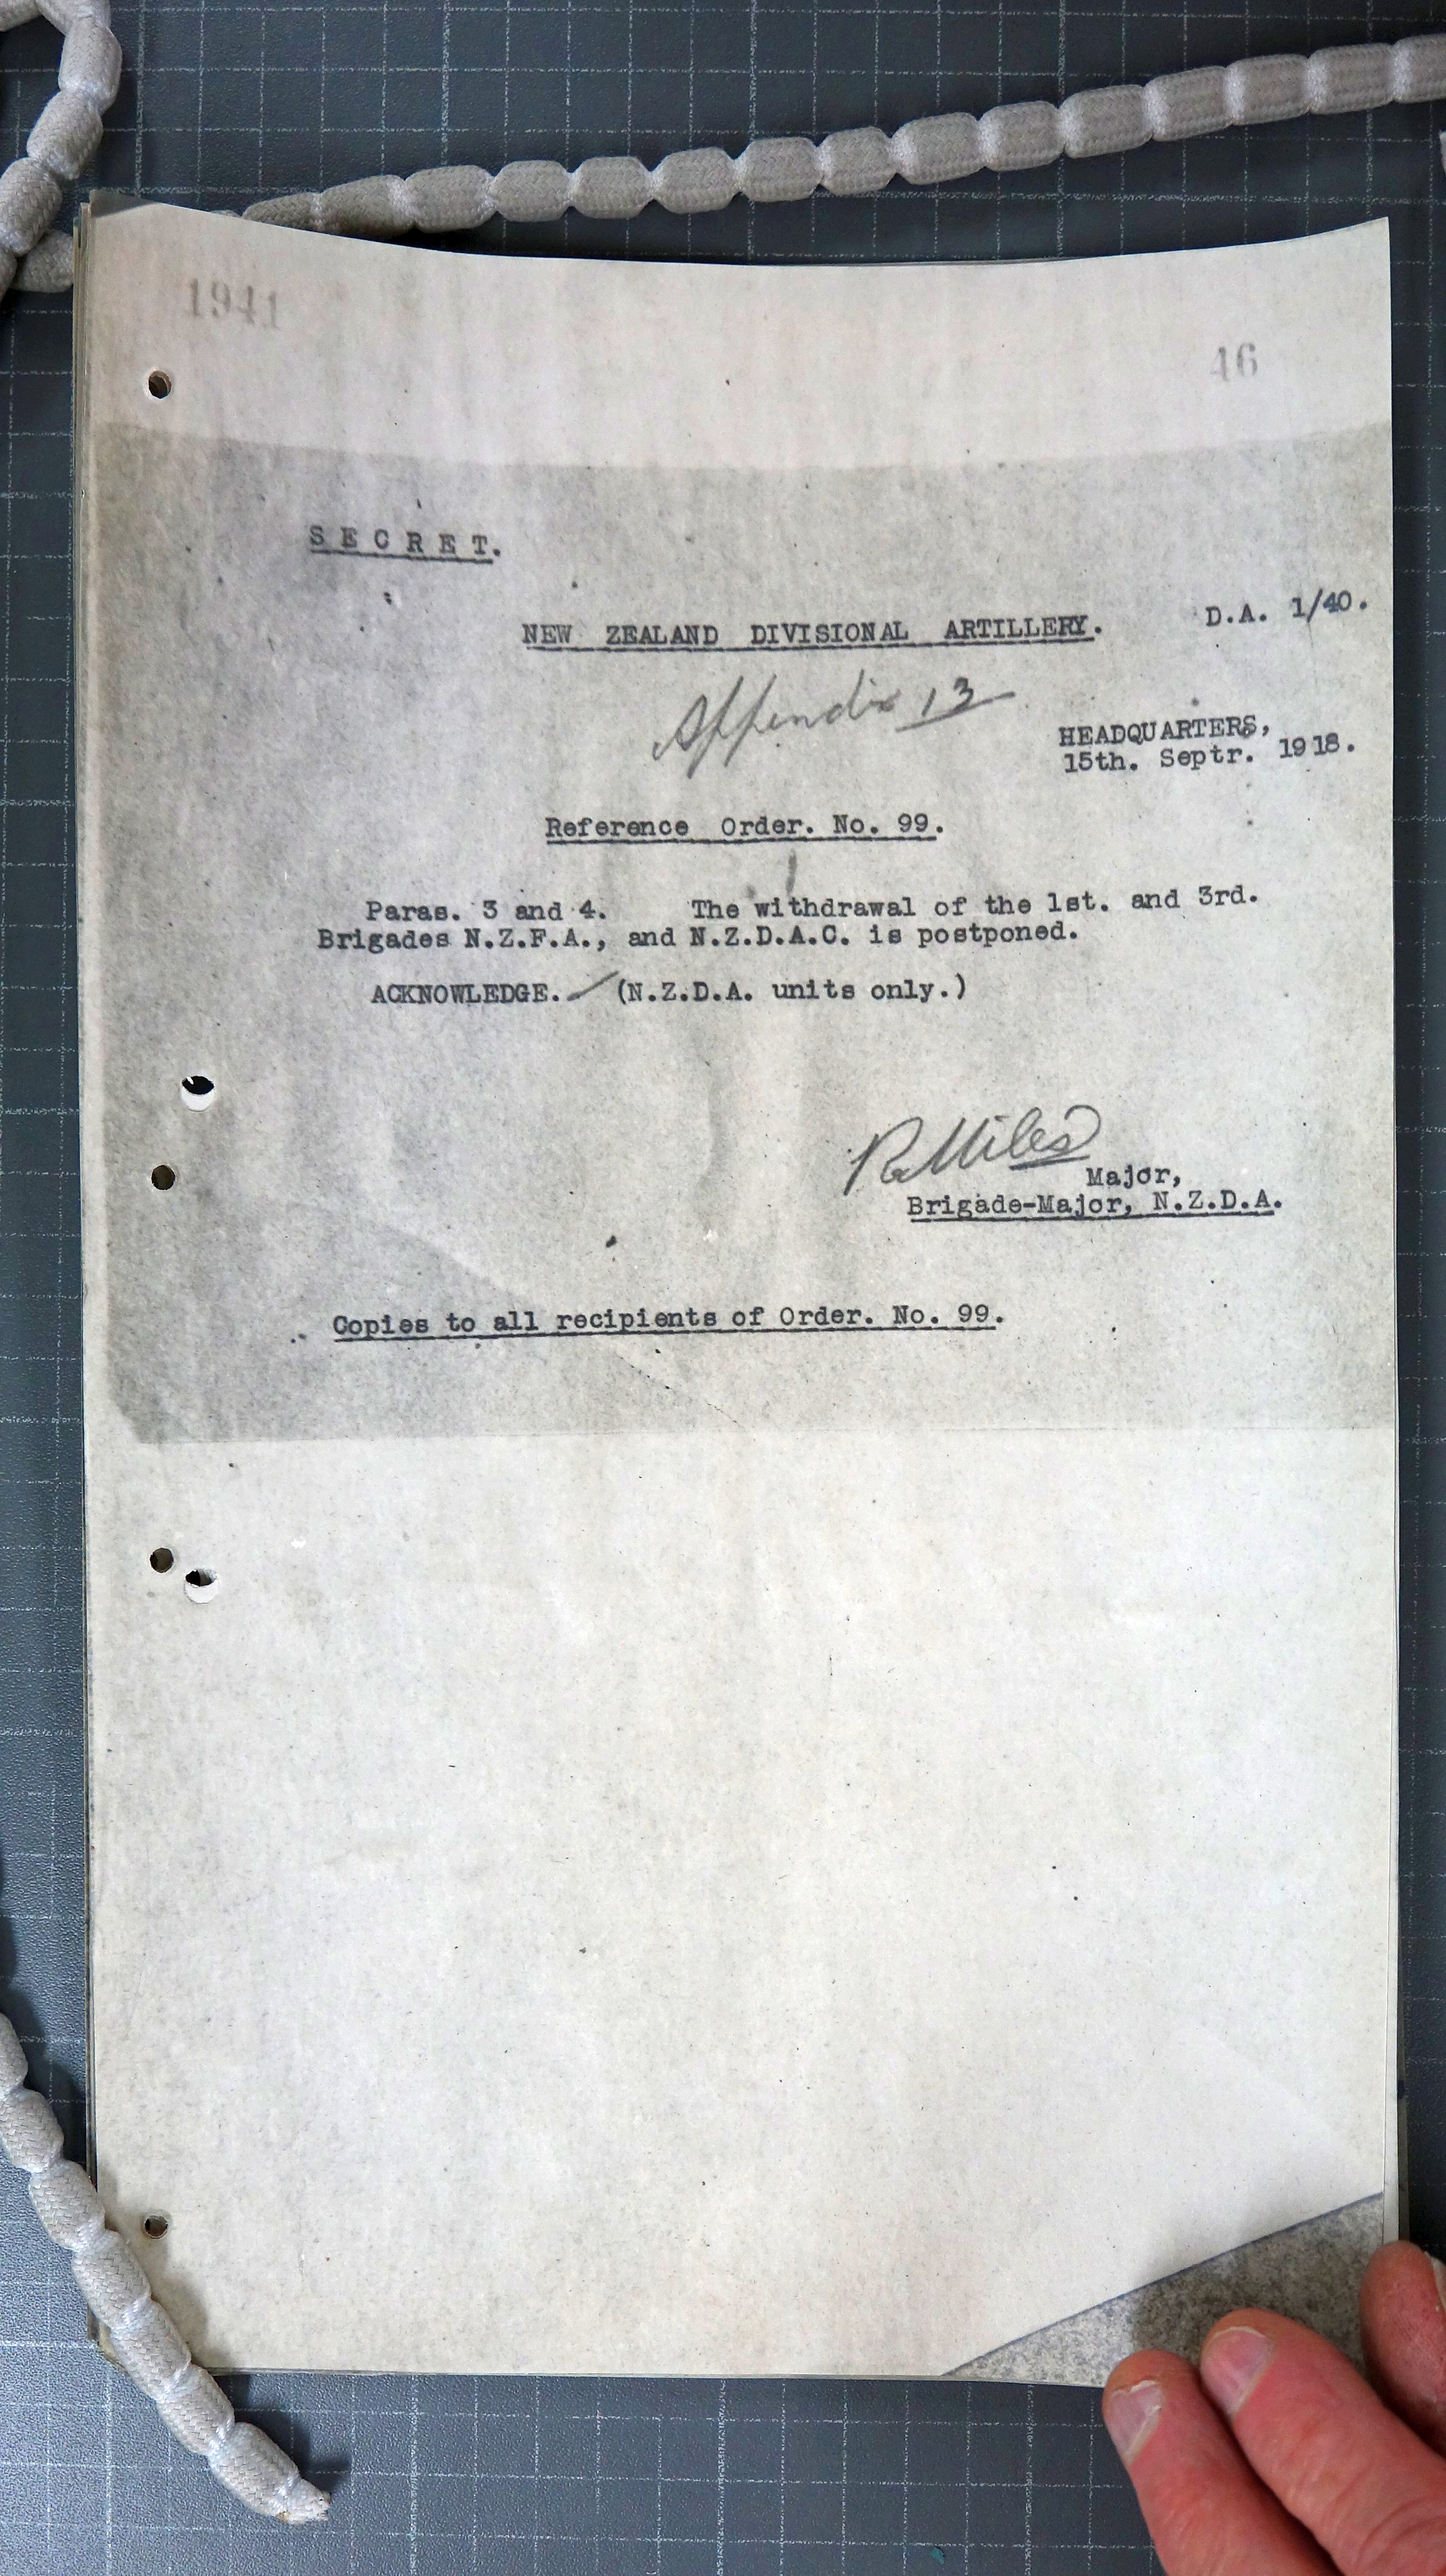 1941
46
SECRET.
NEW ZEALAND DIVISIONAL ARTILLERY.
D.A. 1/40.
Appendix 13
HEADQUARTERS,
15th. Septr. 1918.
Reference Order. No. 99.
Paras. 3 and 4. The withdrawal of the 1st. and 3rd.
Brigades N.Z.F.A., and N.Z.D.A.C. is postponed.
ACKNOWLEDGE. (N.Z.D.A. units only.)
R Miles
Major,
Brigade-Major, N.Z.D.A.
Copies to all recipients of Order. No. 99.